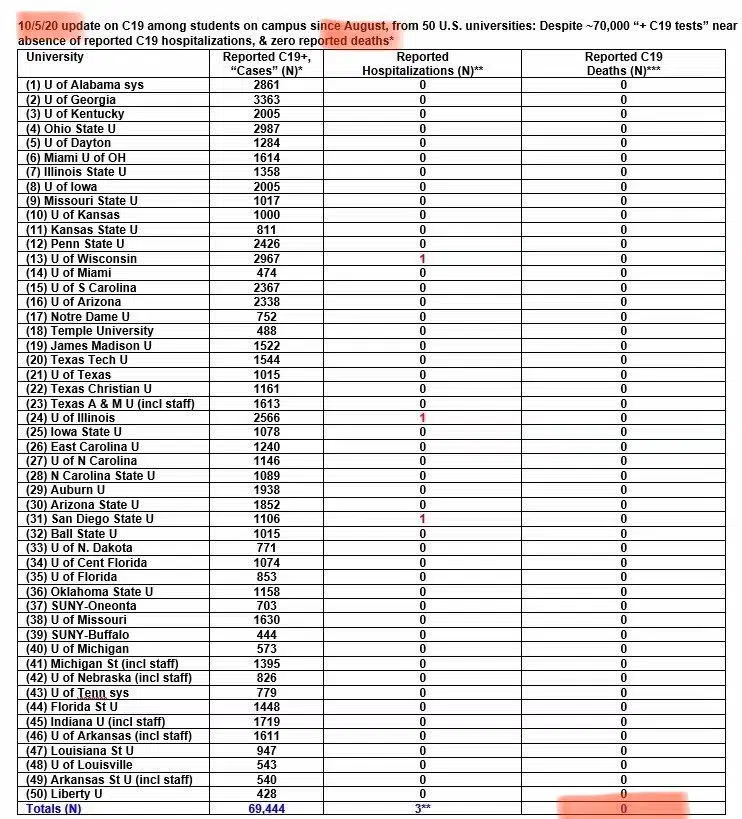 10/5/20 update on C19 among students on campus since August, from 50 U.S. universities: Despite ~70,000 “+ C19 tests” near
absence of reported C19 hospitalizations, & zero reported deaths*
University Reported C19+, Reported Reported C19
“Cases” (N)* Hospitalizations (N)** Deaths (N)***
(1) U of Alabama sys 2861 0 0
(2) U of Georgia 3363 0 0
(3) U of Kentucky 2005 0 0
(4) Ohio State U 2987 0 0
(5) U of Dayton 1284 0 0
(6) Miami U of OH 1614 0 0
(7) Illinois State U 1358 0 0
(8) U of Iowa 2005 0 0
(9) Missouri State U 1017 0 0
(10) U of Kansas 1000 0 0
(11) Kansas State U 811 0 0
(12) Penn State U 2426 0 0
(13) U of Wisconsin 2967 1 0
(14) U of Miami 474 0 0
(15) U of S Carolina 2367 0 0
(16) U of Arizona 2338 0 0
(17) Notre Dame U 752 0 0
(18) Temple University 488 0 0
(19) James Madison U 1522 0 0
(20) Texas Tech U 1544 0 0
(21) U of Texas 1015 0 0
(22) Texas Christian U 1161 0 0
(23) Texas A & M U (incl staff) 1613 0 0
(24) U of Illinois 2566 1 0
(25) Iowa State U 1078 0 0
(26) East Carolina U 1240 0 0
(27) U of N Carolina 1146 0 0
(28) N Carolina State U 1089 0 0
(29) Auburn U 1938 0 0
(30) Arizona State U 1852 0 0
(31) San Diego State U 1106 1 0
(32) Ball State U 1015 0 0
(33) U of N. Dakota 771 0 0
(34) U of Cent Florida 1074 0 0
(35) U of Florida 853 0 0
(36) Oklahoma State U 1158 0 0
(37) SUNY-Oneonta 703 0 0
(38) U of Missouri 1630 0 0
(39) SUNY-Buffalo 444 0 0
(40) U of Michigan 573 0 0
(41) Michigan St (incl staff) 1395 0 0
(42) U of Nebraska (incl staff) 826 0 0
(43) U of Tenn sys 779 0 0
(44) Florida St U 1448 0 0
(45) Indiana U (incl staff) 1719 0 0
(46) U of Arkansas (incl staff) 1611 0 0
(47) Louisiana St U 947 0 0
(48) U of Louisville 543 0 0
(49) Arkansas St U (incl staff) 540 0 0
(50) Liberty U 428 0 0
Totals (N) 69,444 3** 0